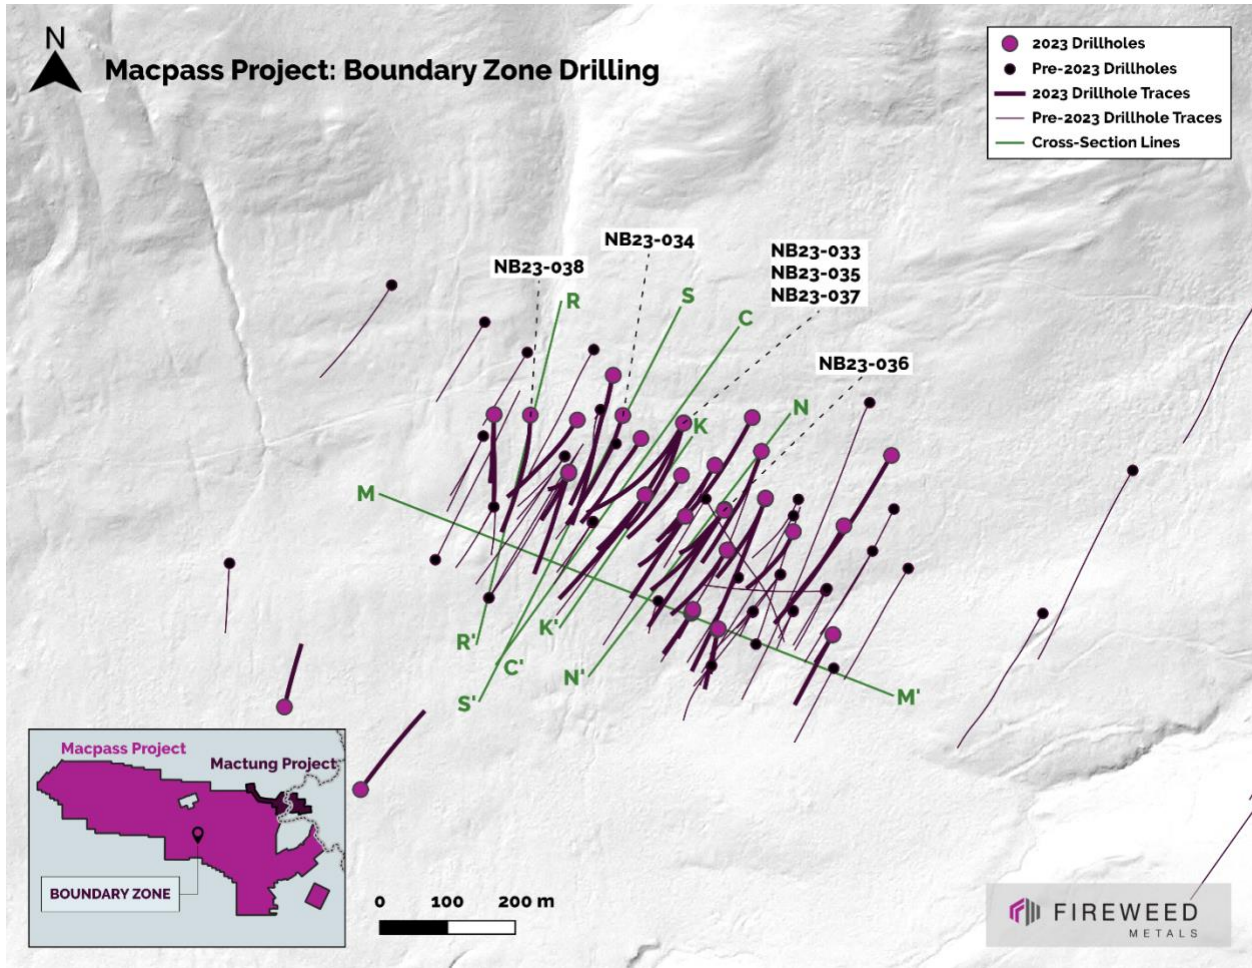 N
Macpass Project: Boundary Zone Drilling
2023 Drillholes
Pre-2023 Drillholes
2023 Drillhole Traces
Pre-2023 Drillhole Traces
Cross-Section Lines
NB23-034
NB23-033
NB23-035
NB23-037
NB23-038
R
S
C
NB23-036
N
K
M
R'
K'
C'
N'
S'
M'
Macpass Project
Mactung Project
BOUNDARY ZONE
0 100 200 m
FIREWEED
METALS